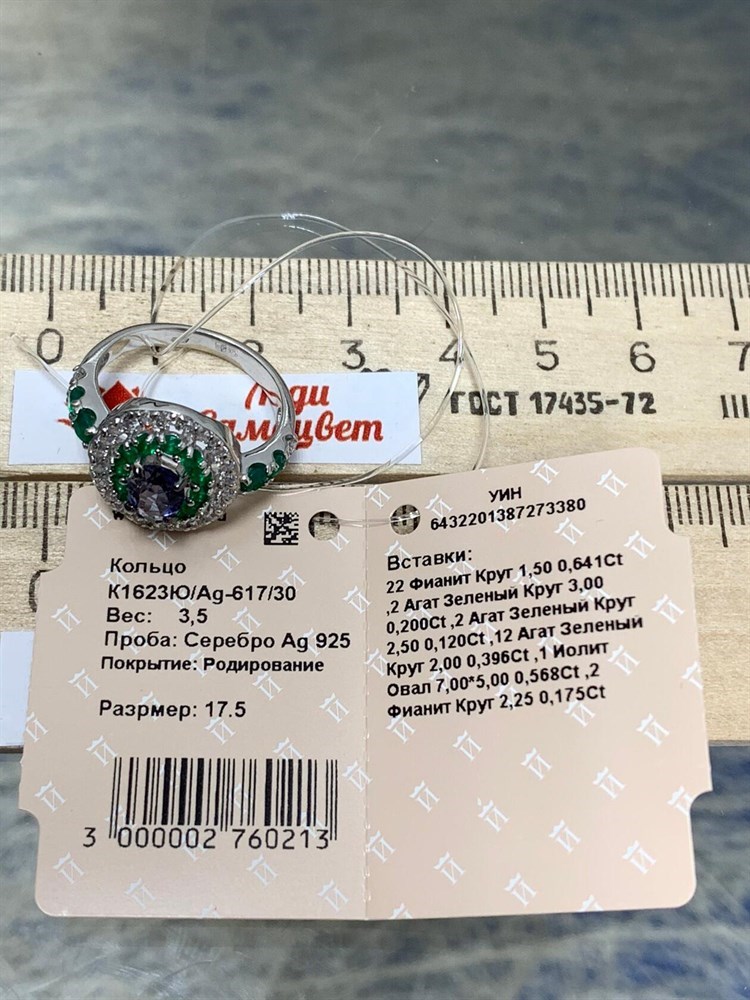 0 3 4 5 6 7
Люди
Самоцвет
ГОСТ 17435-72
Кольцо
К1623Ю/Ag-617/30
Вес: 3,5
Проба: Серебро Ag 925
Покрытие: Родирование
Разрмер: 17.5
3 000002 760213
УИН
6432201387273380
Вставки:
22 Фианит Круг 1,50 0,641Ct
,2 Агат Зеленый Круг 3,00
0,200Ct ,2 Агат Зеленый Круг
2,50 0,120Ct ,12 Агат Зеленый
Круг 2,00 0,396Ct ,1 Иолит
Овал 7,00*5,00 0,568Ct ,2
Фианит Круг 2,25 0,175Ct